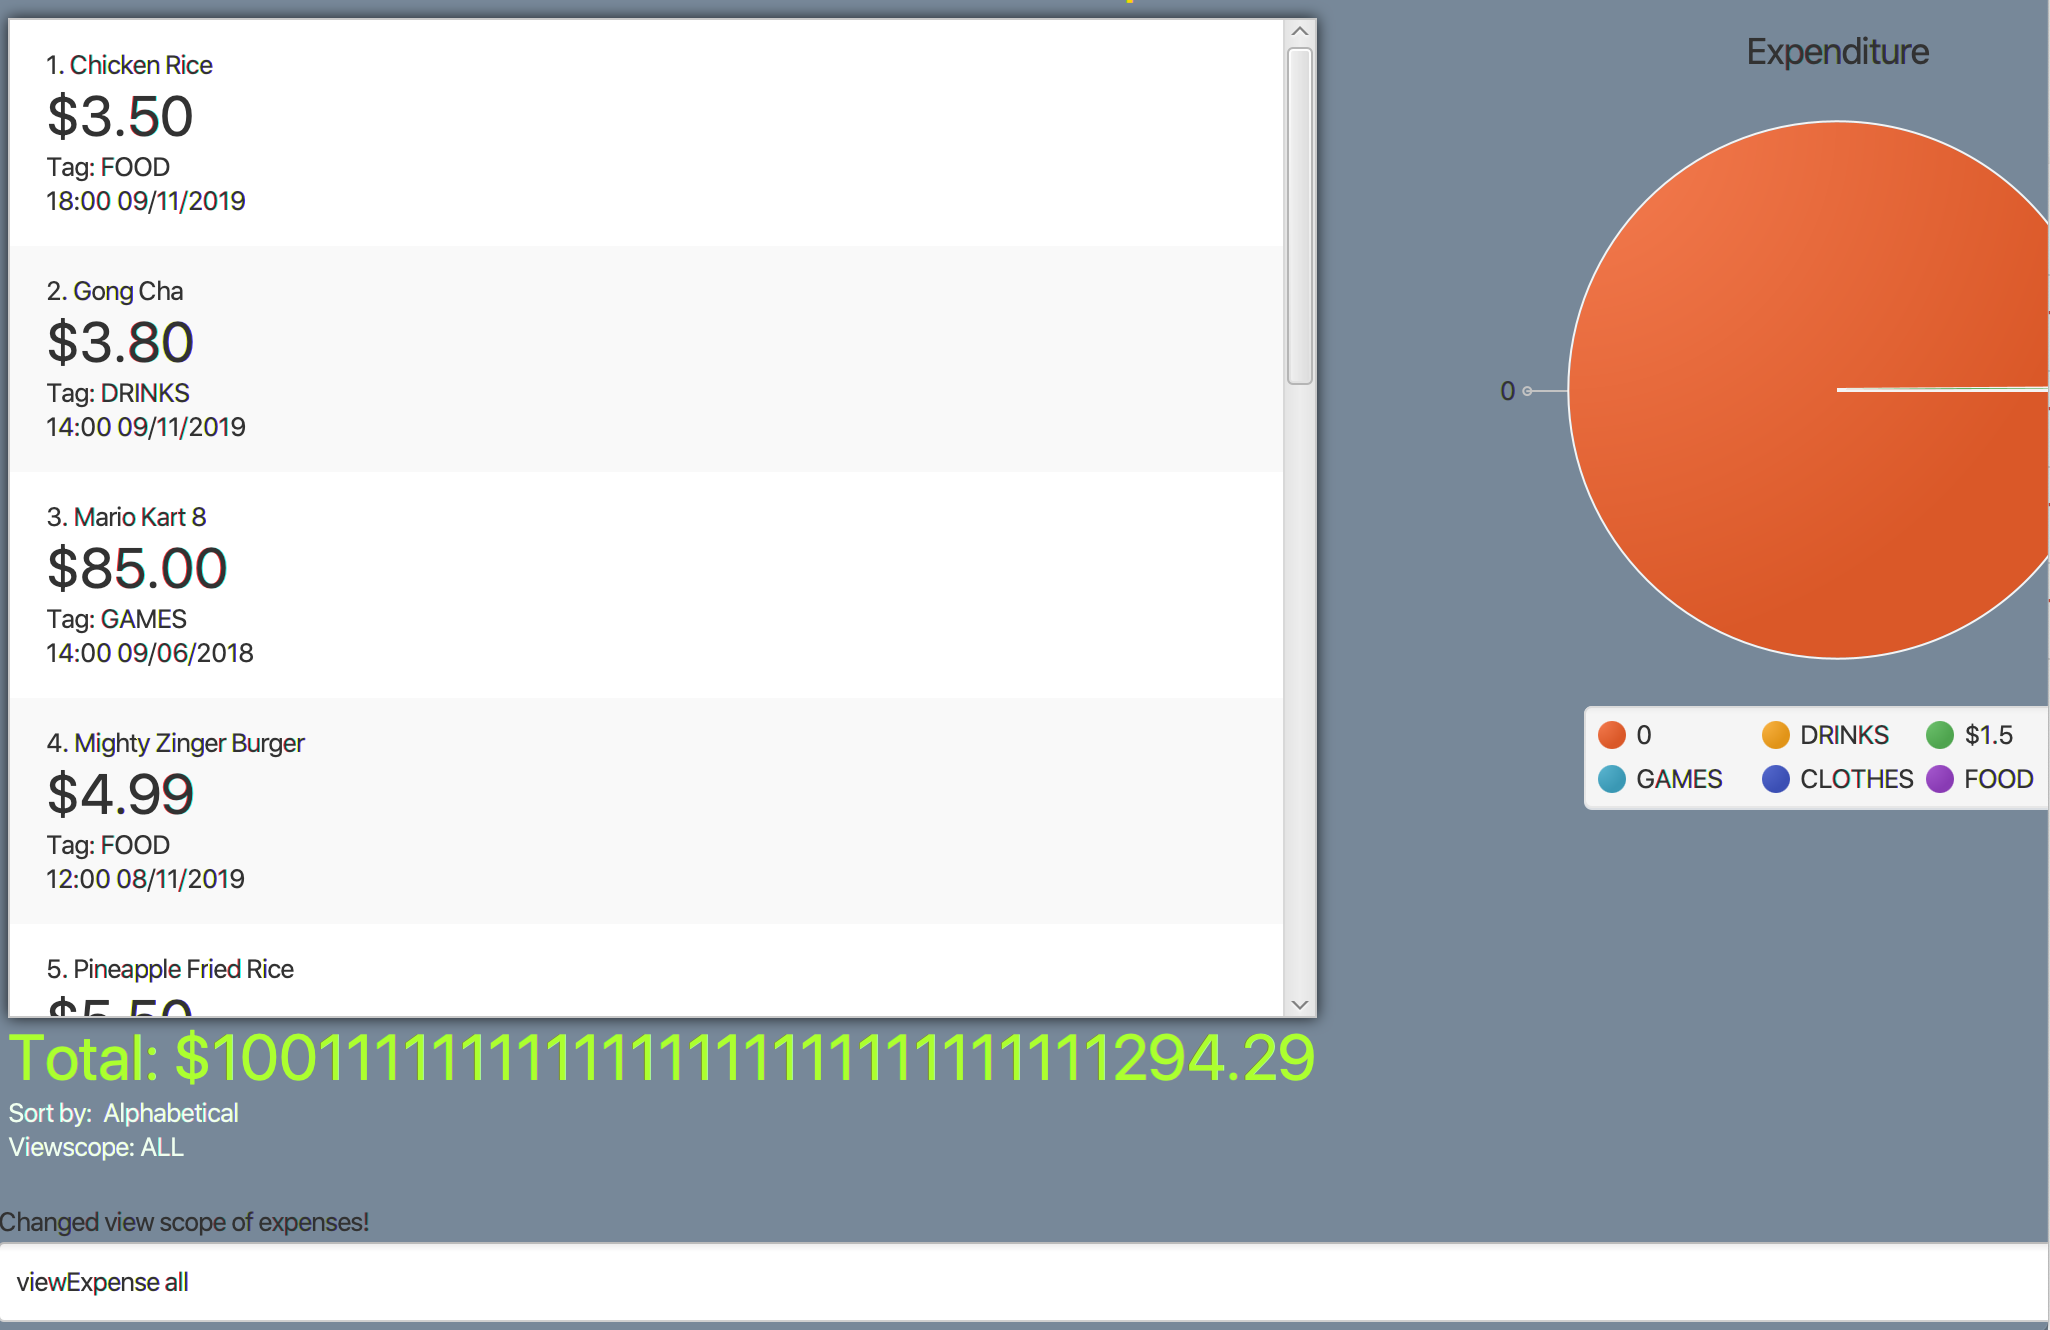 1. Chicken Rice
$3.50
Tag: FOOD
18:00 09/11/2019
2. Gong Cha
$3.80
Tag: DRINKS
14:00 09/11/2019
3. Mario Kart 8
$85.00
Tag: GAMES
14:00 09/06/2018
4. Mighty Zinger Burger
$4.99
Tag: FOOD
12:00 08/11/2019
5. Pineapple Fried Rice
$5.50
Total: $1001111111111111111111111111111294.29
Sort by: Alphabetical
Viewscope: ALL
Changed view scope of expenses!
viewExpense all
Expenditure
0
0 DRINKS $1.5
GAMES CLOTHES FOOD